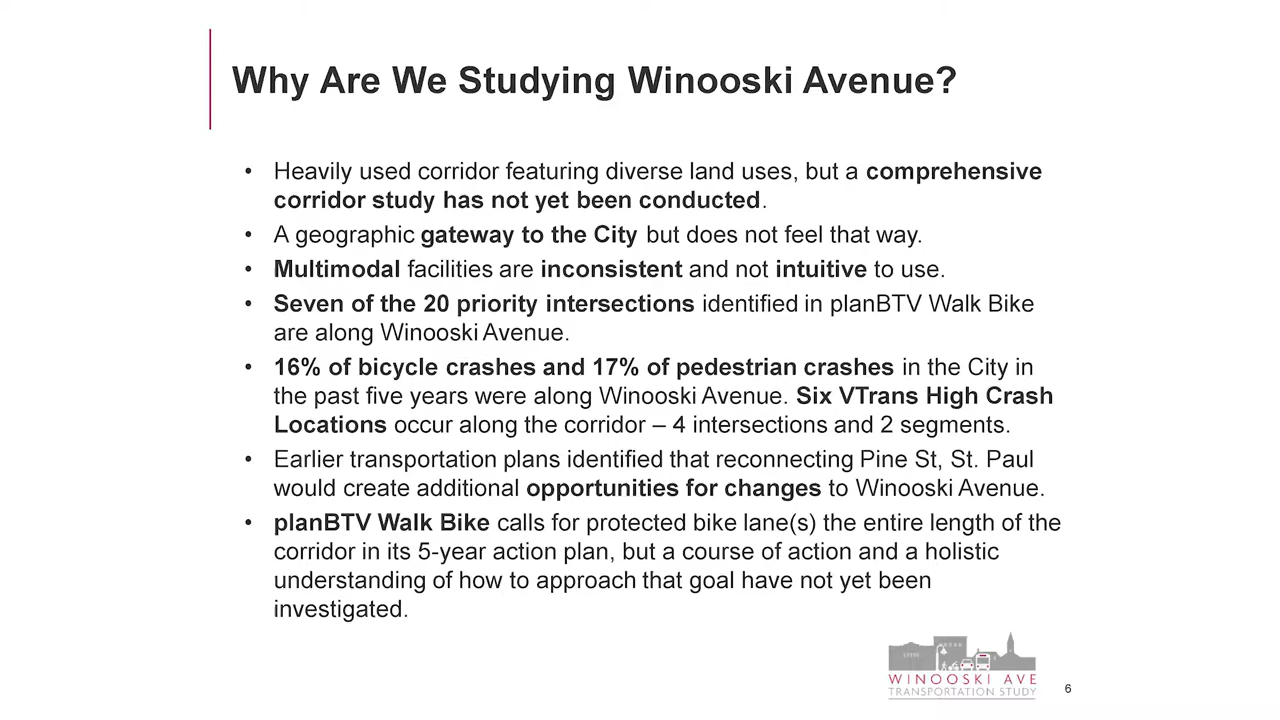 Why Are We Studying Winooski Avenue?
• Heavily used corridor featuring diverse land uses, but a comprehensive
corridor study has not yet been conducted.
• A geographic gateway to the City but does not feel that way.
• Multimodal facilities are inconsistent and not intuitive to use.
• Seven of the 20 priority intersections identified in planBTV Walk Bike
are along Winooski Avenue.
• 16% of bicycle crashes and 17% of pedestrian crashes in the City in
the past five years were along Winooski Avenue. Six VTrans High Crash
Locations occur along the corridor – 4 intersections and 2 segments.
• Earlier transportation plans identified that reconnecting Pine St, St. Paul
would create additional opportunities for changes to Winooski Avenue.
• planBTV Walk Bike calls for protected bike lane(s) the entire length of the
corridor in its 5-year action plan, but a course of action and a holistic
understanding of how to approach that goal have not yet been
investigated.
WINOOSKI AVE
TRANSPORTATION STUDY
6